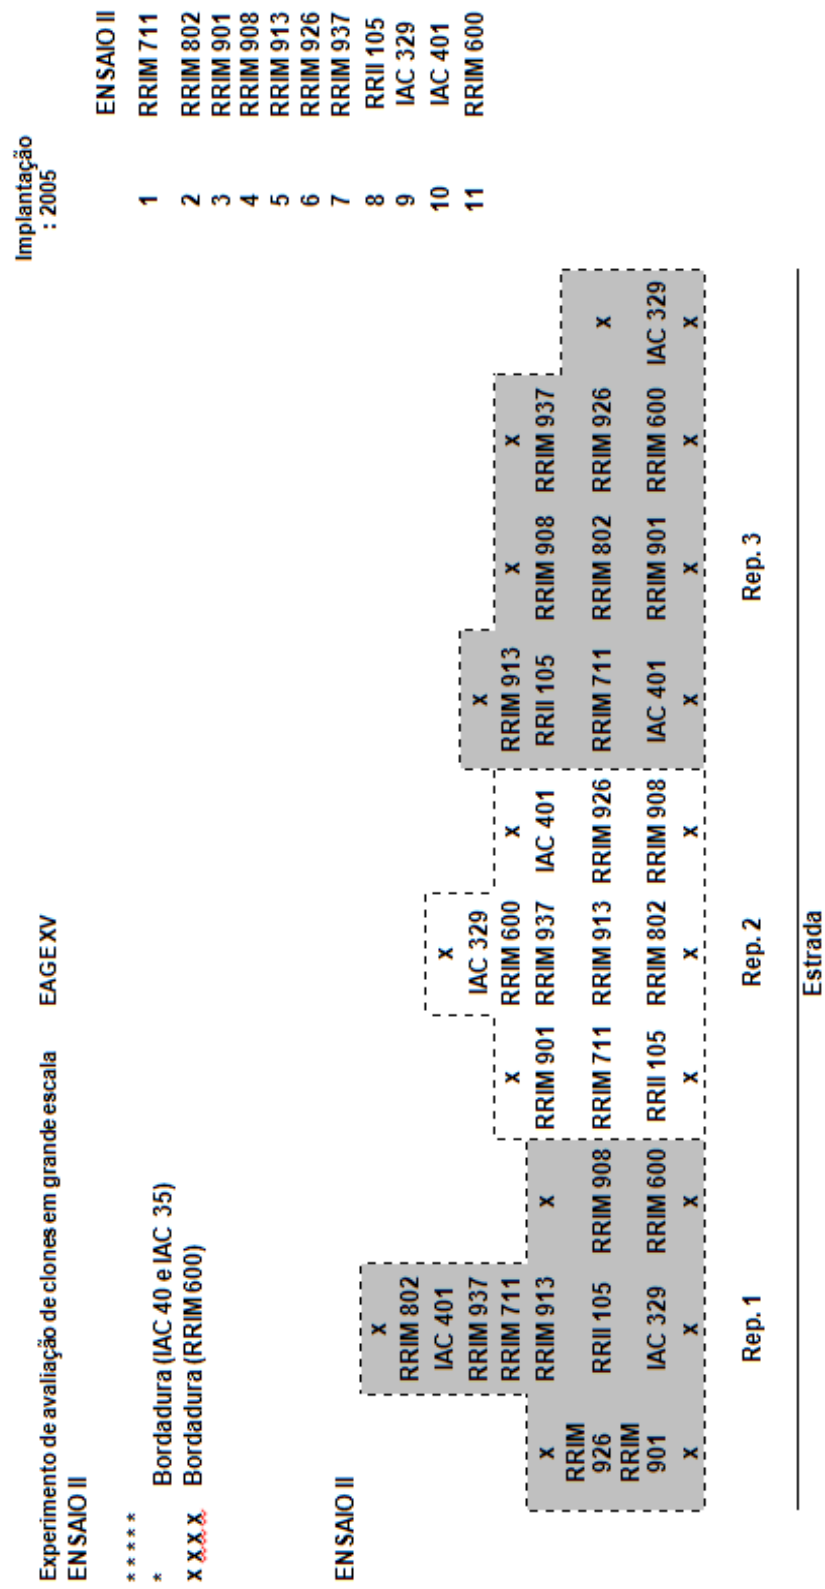 Experimento de avaliação de clones em grande escala EAGE XV
Implantação
: 2005
ENSAIO II
* * * * *
* Bordadura (IAC 40 e IAC 35)
X X X X Bordadura (RRIM 600)
ENSAIO II
1 RRIM 711
2 RRIM 802
3 RRIM 901
4 RRIM 908
5 RRIM 913
6 RRIM 926
7 RRIM 937
8 RRII 105
9 IAC 329
10 IAC 401
11 RRIM 600
ENSAIO II
X
RRIM 802
IAC 401 X
RRIM 937 IAC 329 X
RRIM 711 X RRIM 600 X RRIM 913 X X
X RRIM 913 X RRIM 901 RRIM 937 IAC 401 RRII 105 RRIM 908 RRIM 937
RRIM
926 RRII 105 RRIM 908 RRIM 711 RRIM 913 RRIM 926 RRIM 711 RRIM 802 RRIM 926 X
RRIM
901 IAC 329 RRIM 600 RRII 105 RRIM 802 RRIM 908 IAC 401 RRIM 901 RRIM 600 IAC 329
X X X X X X X X X X
Rep. 1 Rep. 2 Rep. 3
Estrada